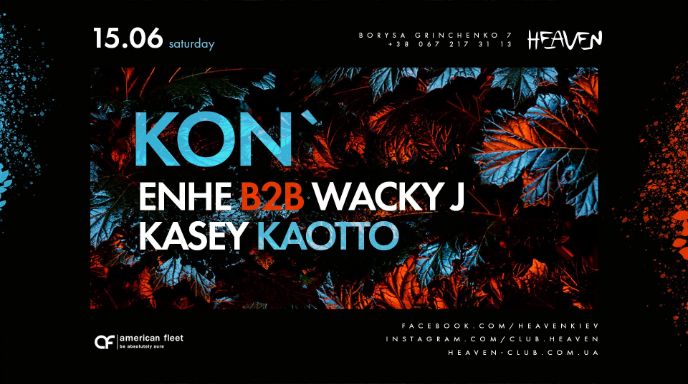 15.06 saturday
BORYSA GRINCHENKO 7
+38 067 217 31 13
HEAVEN
KON`
ENHE B2B WACKY J
KASEY KAOTTO
american fleet
be absolutely sure
FACEBOOK.COM/HEAVENKIEV
INSTAGRAM.COM/CLUB.HEAVEN
HEAVEN-CLUB.COM.UA